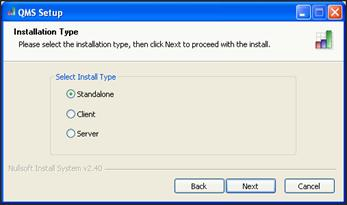 QMS Setup
Installation Type
Please select the installation type, then click Next to proceed with the install.
Select Install Type
Standalone
Client
Server
Nullsoft Install System v2.40
Back
Next
Cancel